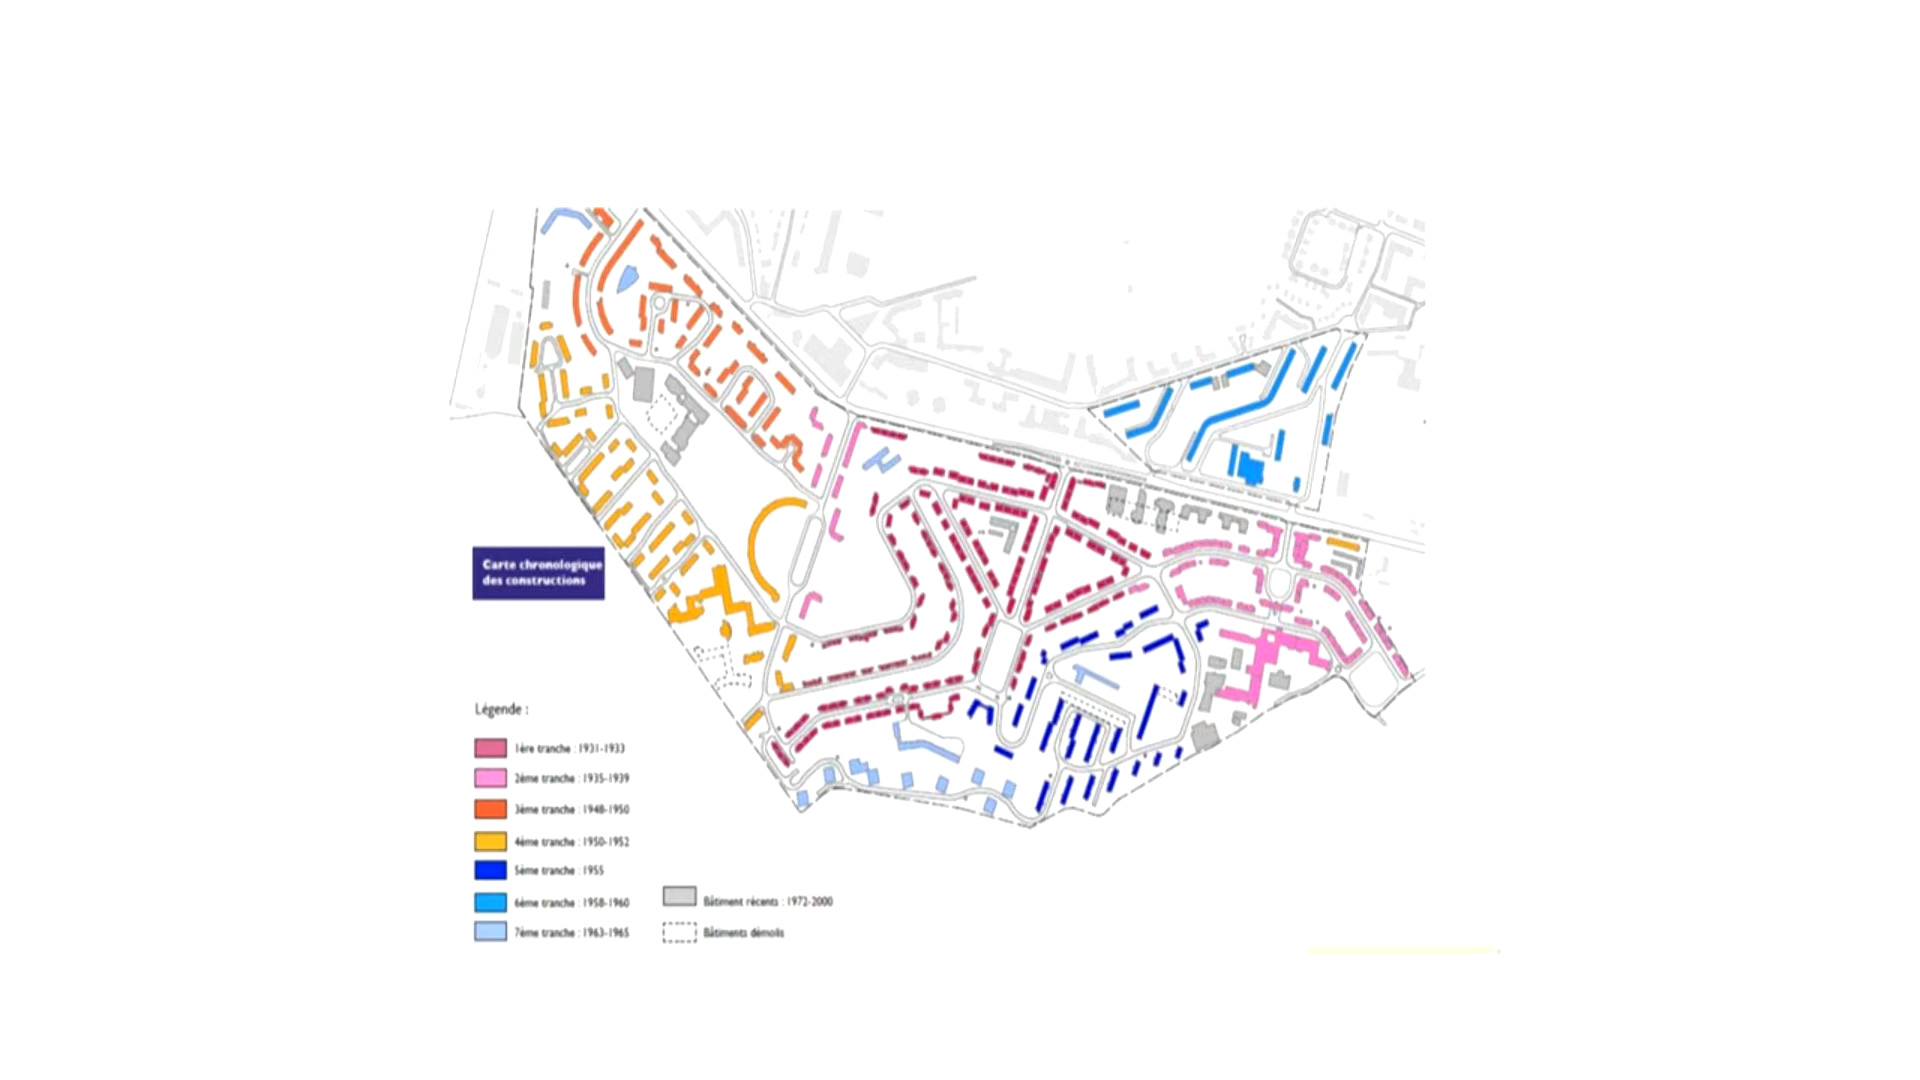 Carte chronologique
des constructions
Légende :
1ère tranche : 1931-1933
2ème tranche : 1935-1939
3ème tranche : 1948-1950
4ème tranche : 1950-1952
5ème tranche : 1955
6ème tranche : 1958-1960
7ème tranche : 1963-1965
Bâtiment récents : 1972-2000
Bâtiments démolis